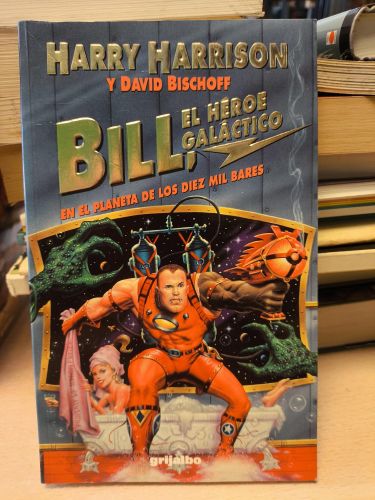 HARRY HARRISON
Y DAVID BISCHOFF
BILL,
EL HÉROE
GALÁCTICO
EN EL PLANETA DE LOS DIEZ MIL BARES
grijalbo